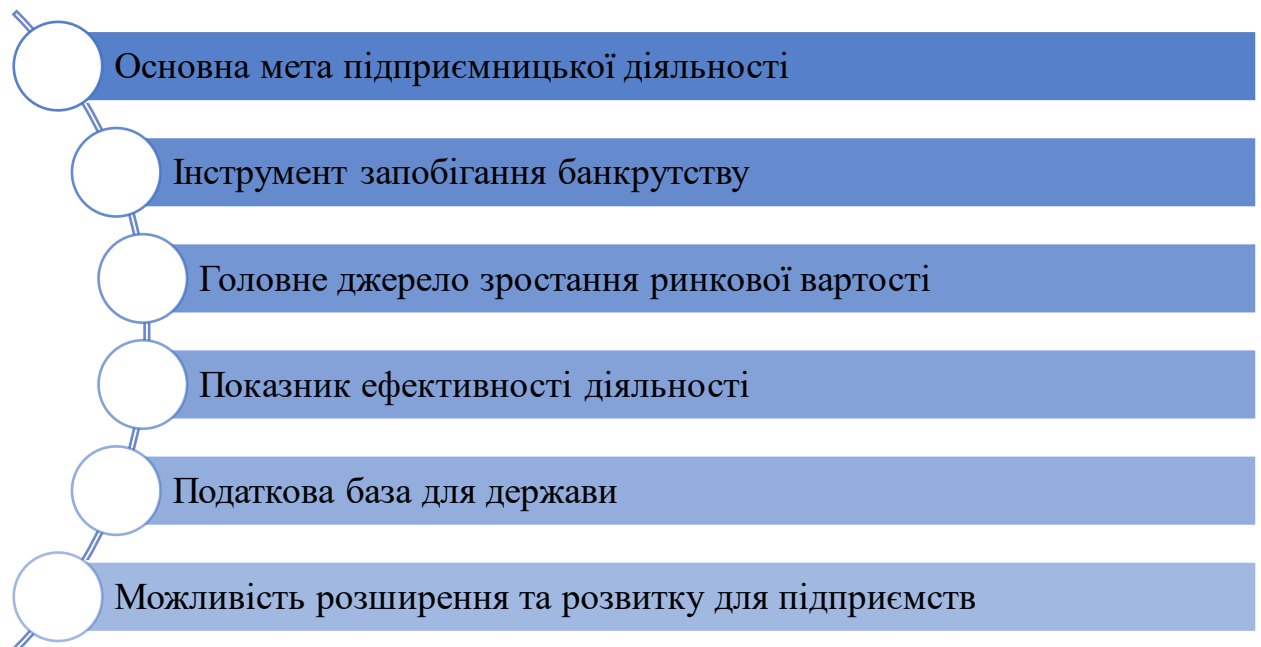 Основна мета підприємницької діяльності
Інструмент запобігання банкрутству
Головне джерело зростання ринкової вартості
Показник ефективності діяльності
Податкова база для держави
Можливість розширення та розвитку для підприємств